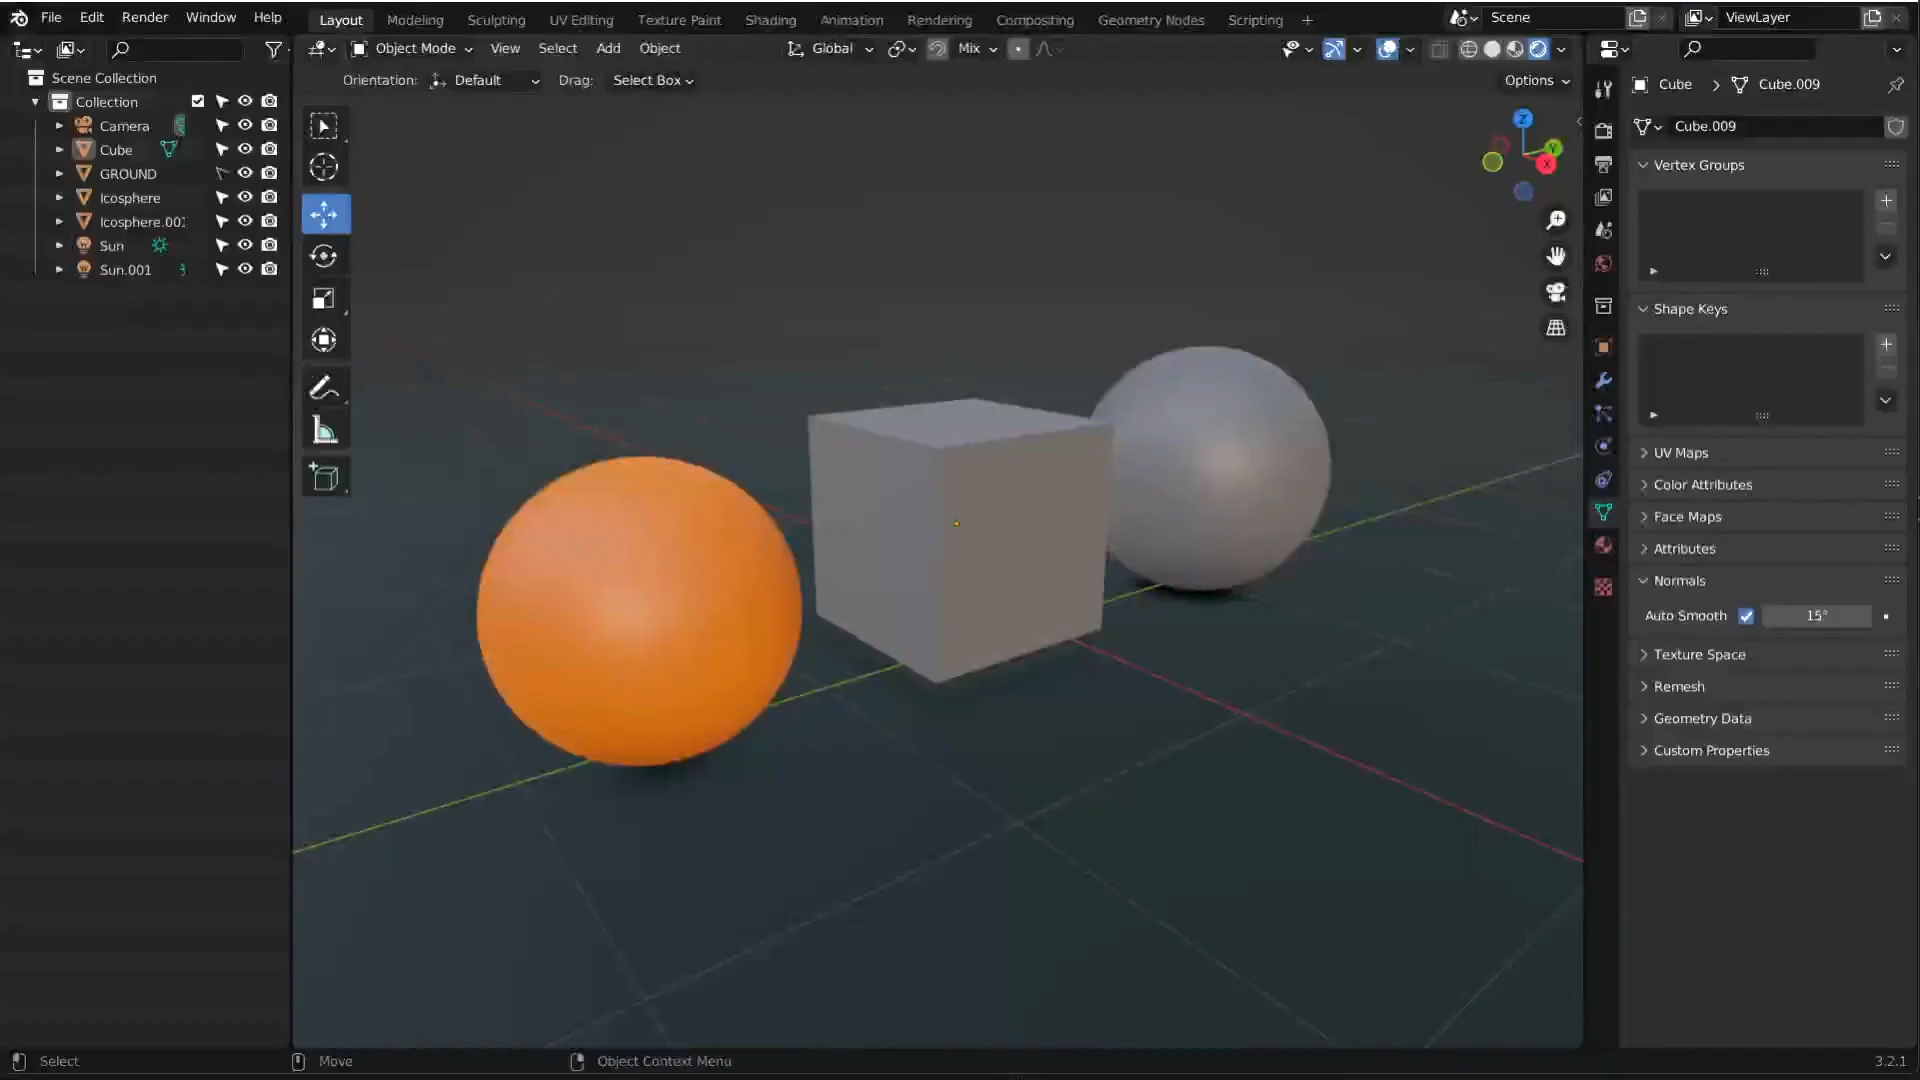 File Edit Render Window Help Layout Modeling Sculpting UV Editing Texture Paint Shading Animation Rendering Compositing Geometry Nodes Scripting + Scene ViewLayer
Object Mode View Select Add Object Global Mix
Orientation: Default Drag: Select Box Options
Scene Collection
Collection
Camera
Cube
GROUND
Icosphere
Icosphere.001
Sun
Sun.001
Z
Y
X
Cube > Cube.009
Cube.009
Vertex Groups
Shape Keys
UV Maps
Color Attributes
Face Maps
Attributes
Normals
Auto Smooth 15°
Texture Space
Remesh
Geometry Data
Custom Properties
Select Move Object Context Menu 3.2.1